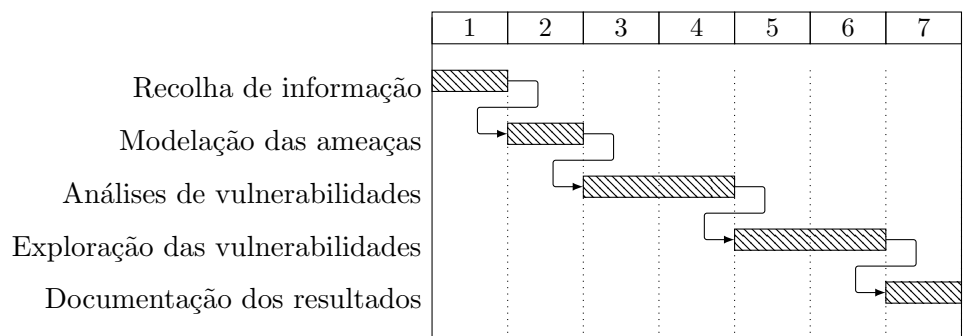 1 2 3 4 5 6 7
Recolha de informação
Modelação das ameaças
Análises de vulnerabilidades
Exploração das vulnerabilidades
Documentação dos resultados